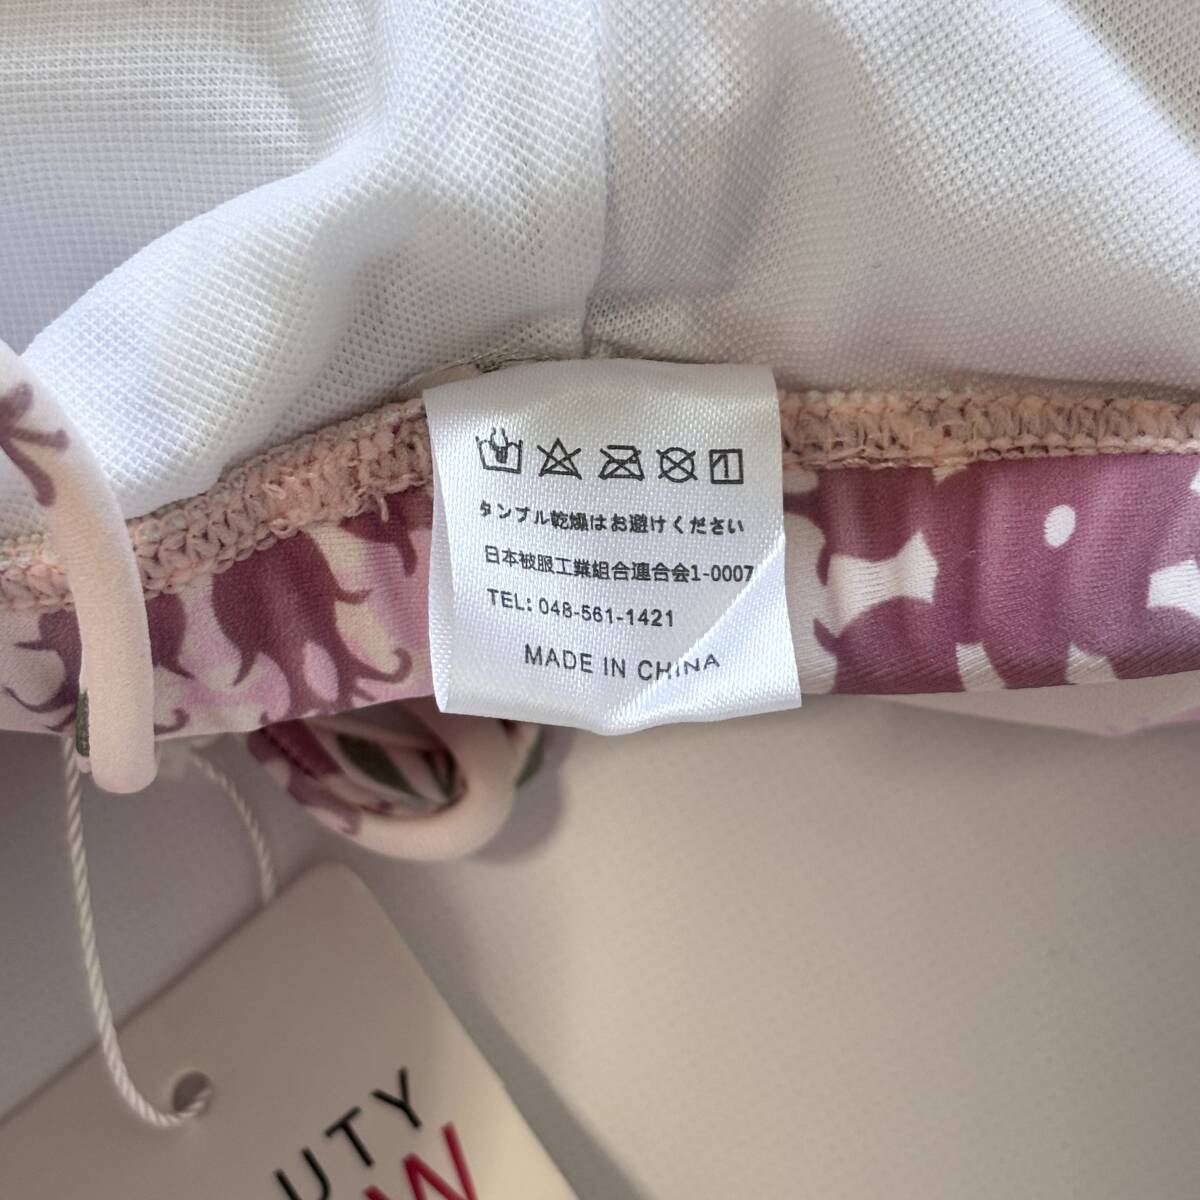 タンブル乾燥はお避けください
日本被服工業組合連合会1-0007
TEL: 048-561-1421
MADE IN CHINA
UTY
W